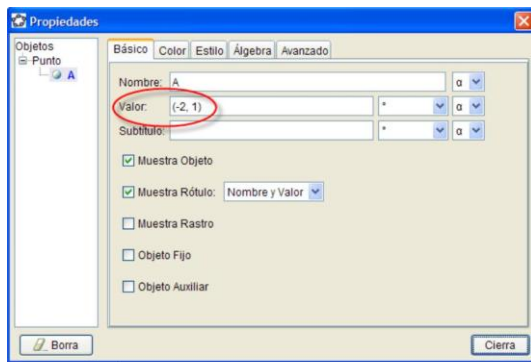 Propiedades
Objetos
Punto
A
Básico Color Estilo Álgebra Avanzado
Nombre: A α
Valor: (-2, 1) ° α
Subtítulo: ° α
Muestra Objeto
Muestra Rótulo: Nombre y Valor
Muestra Rastro
Objeto Fijo
Objeto Auxiliar
Borra Cierra